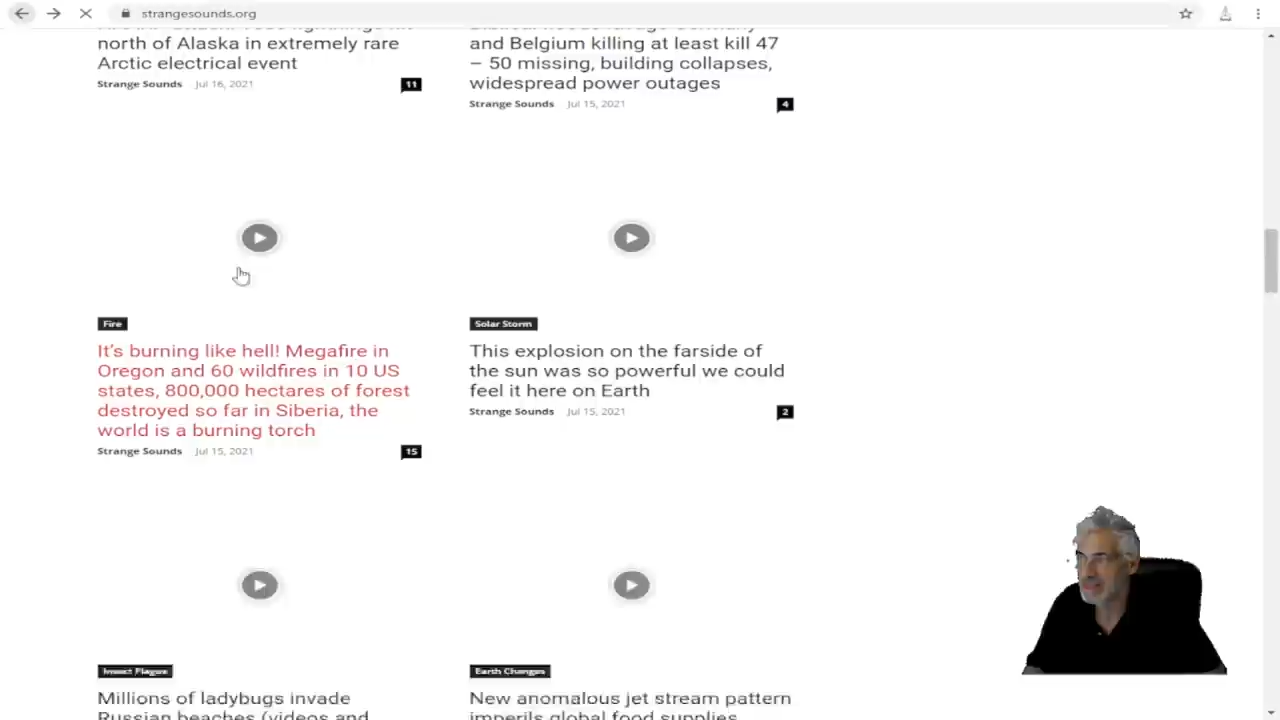 strangesounds.org
north of Alaska in extremely rare
Arctic electrical event
Strange Sounds Jul 16, 2021
11
and Belgium killing at least kill 47
– 50 missing, building collapses,
widespread power outages
Strange Sounds Jul 15, 2021
4
Fire
It's burning like hell! Megafire in
Oregon and 60 wildfires in 10 US
states, 800,000 hectares of forest
destroyed so far in Siberia, the
world is a burning torch
Strange Sounds Jul 15, 2021
15
Solar Storm
This explosion on the farside of
the sun was so powerful we could
feel it here on Earth
Strange Sounds Jul 15, 2021
2
Insect Plague
Millions of ladybugs invade
Russian beaches (videos and
Earth Changes
New anomalous jet stream pattern
imperils global food supplies